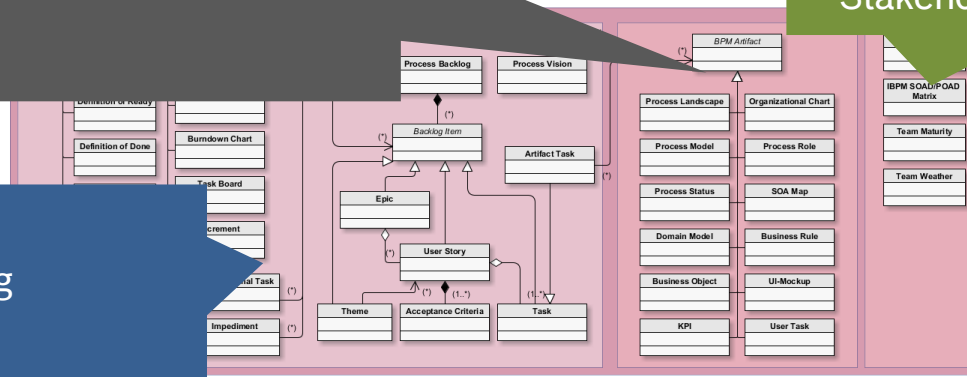 BPM Artifact
(*)
Process Backlog
Process Vision
(*)
Process Landscape
Organizational Chart
IBPM SOAD/POAD
Matrix
Definition of Ready
Backlog Item
(*)
Burndown Chart
Team Maturity
Definition of Done
Artifact Task
Process Model
Process Role
(*)
Team Weather
Task Board
Process Status
SOA Map
Epic
Domain Model
Business Rule
(*)
User Story
Business Object
UI-Mockup
Task
(*)
(*)
(1..*)
(1..*)
Theme
Acceptance Criteria
Task
Impediment
(*)
KPI
User Task